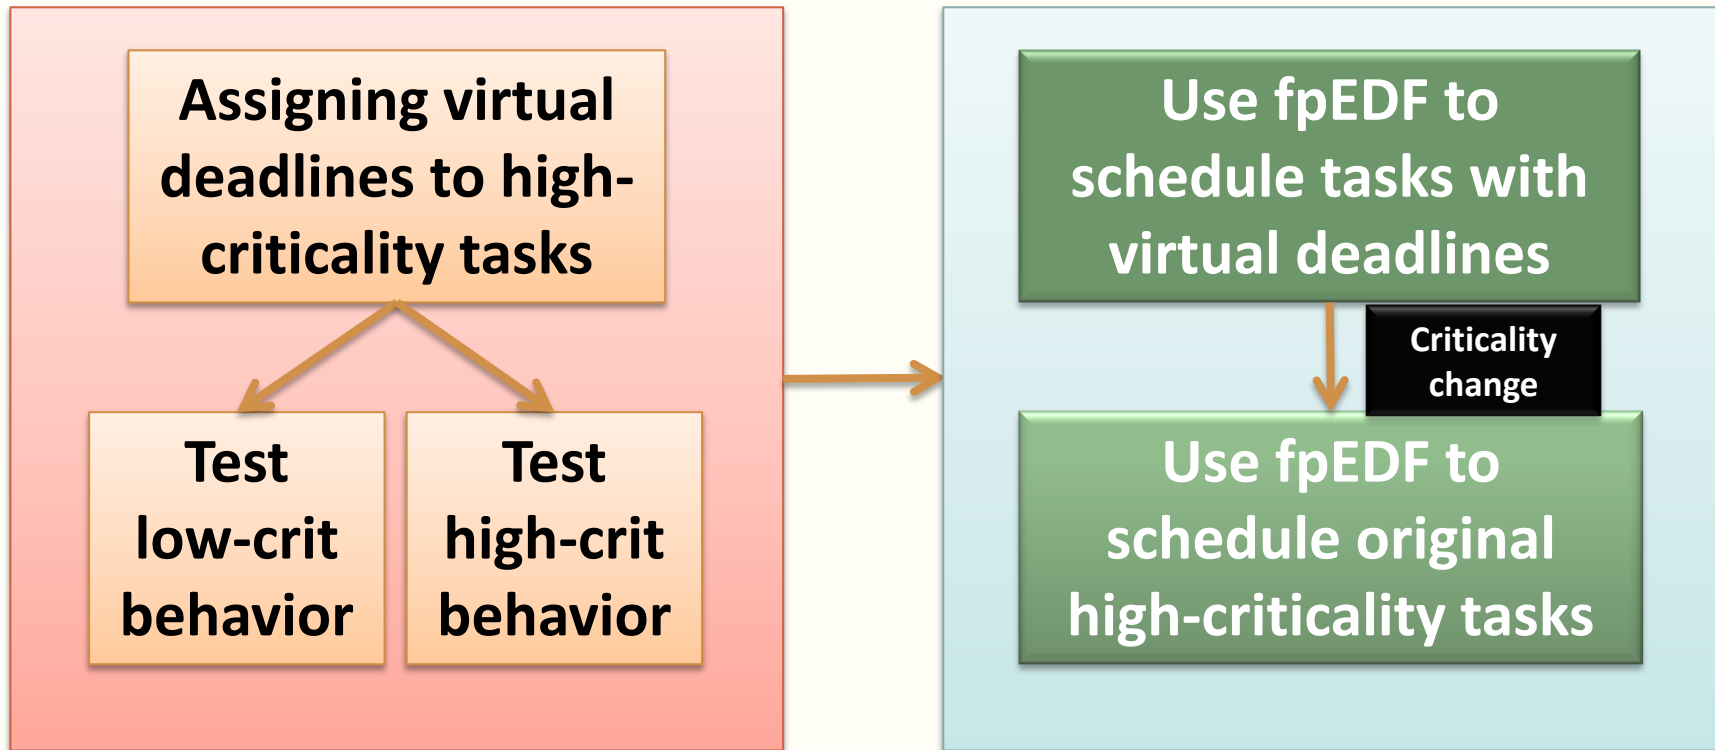 Assigning virtual
deadlines to high-
criticality tasks
Test
low-crit
behavior
Test
high-crit
behavior
Use fpEDF to
schedule tasks with
virtual deadlines
Criticality
change
Use fpEDF to
schedule original
high-criticality tasks